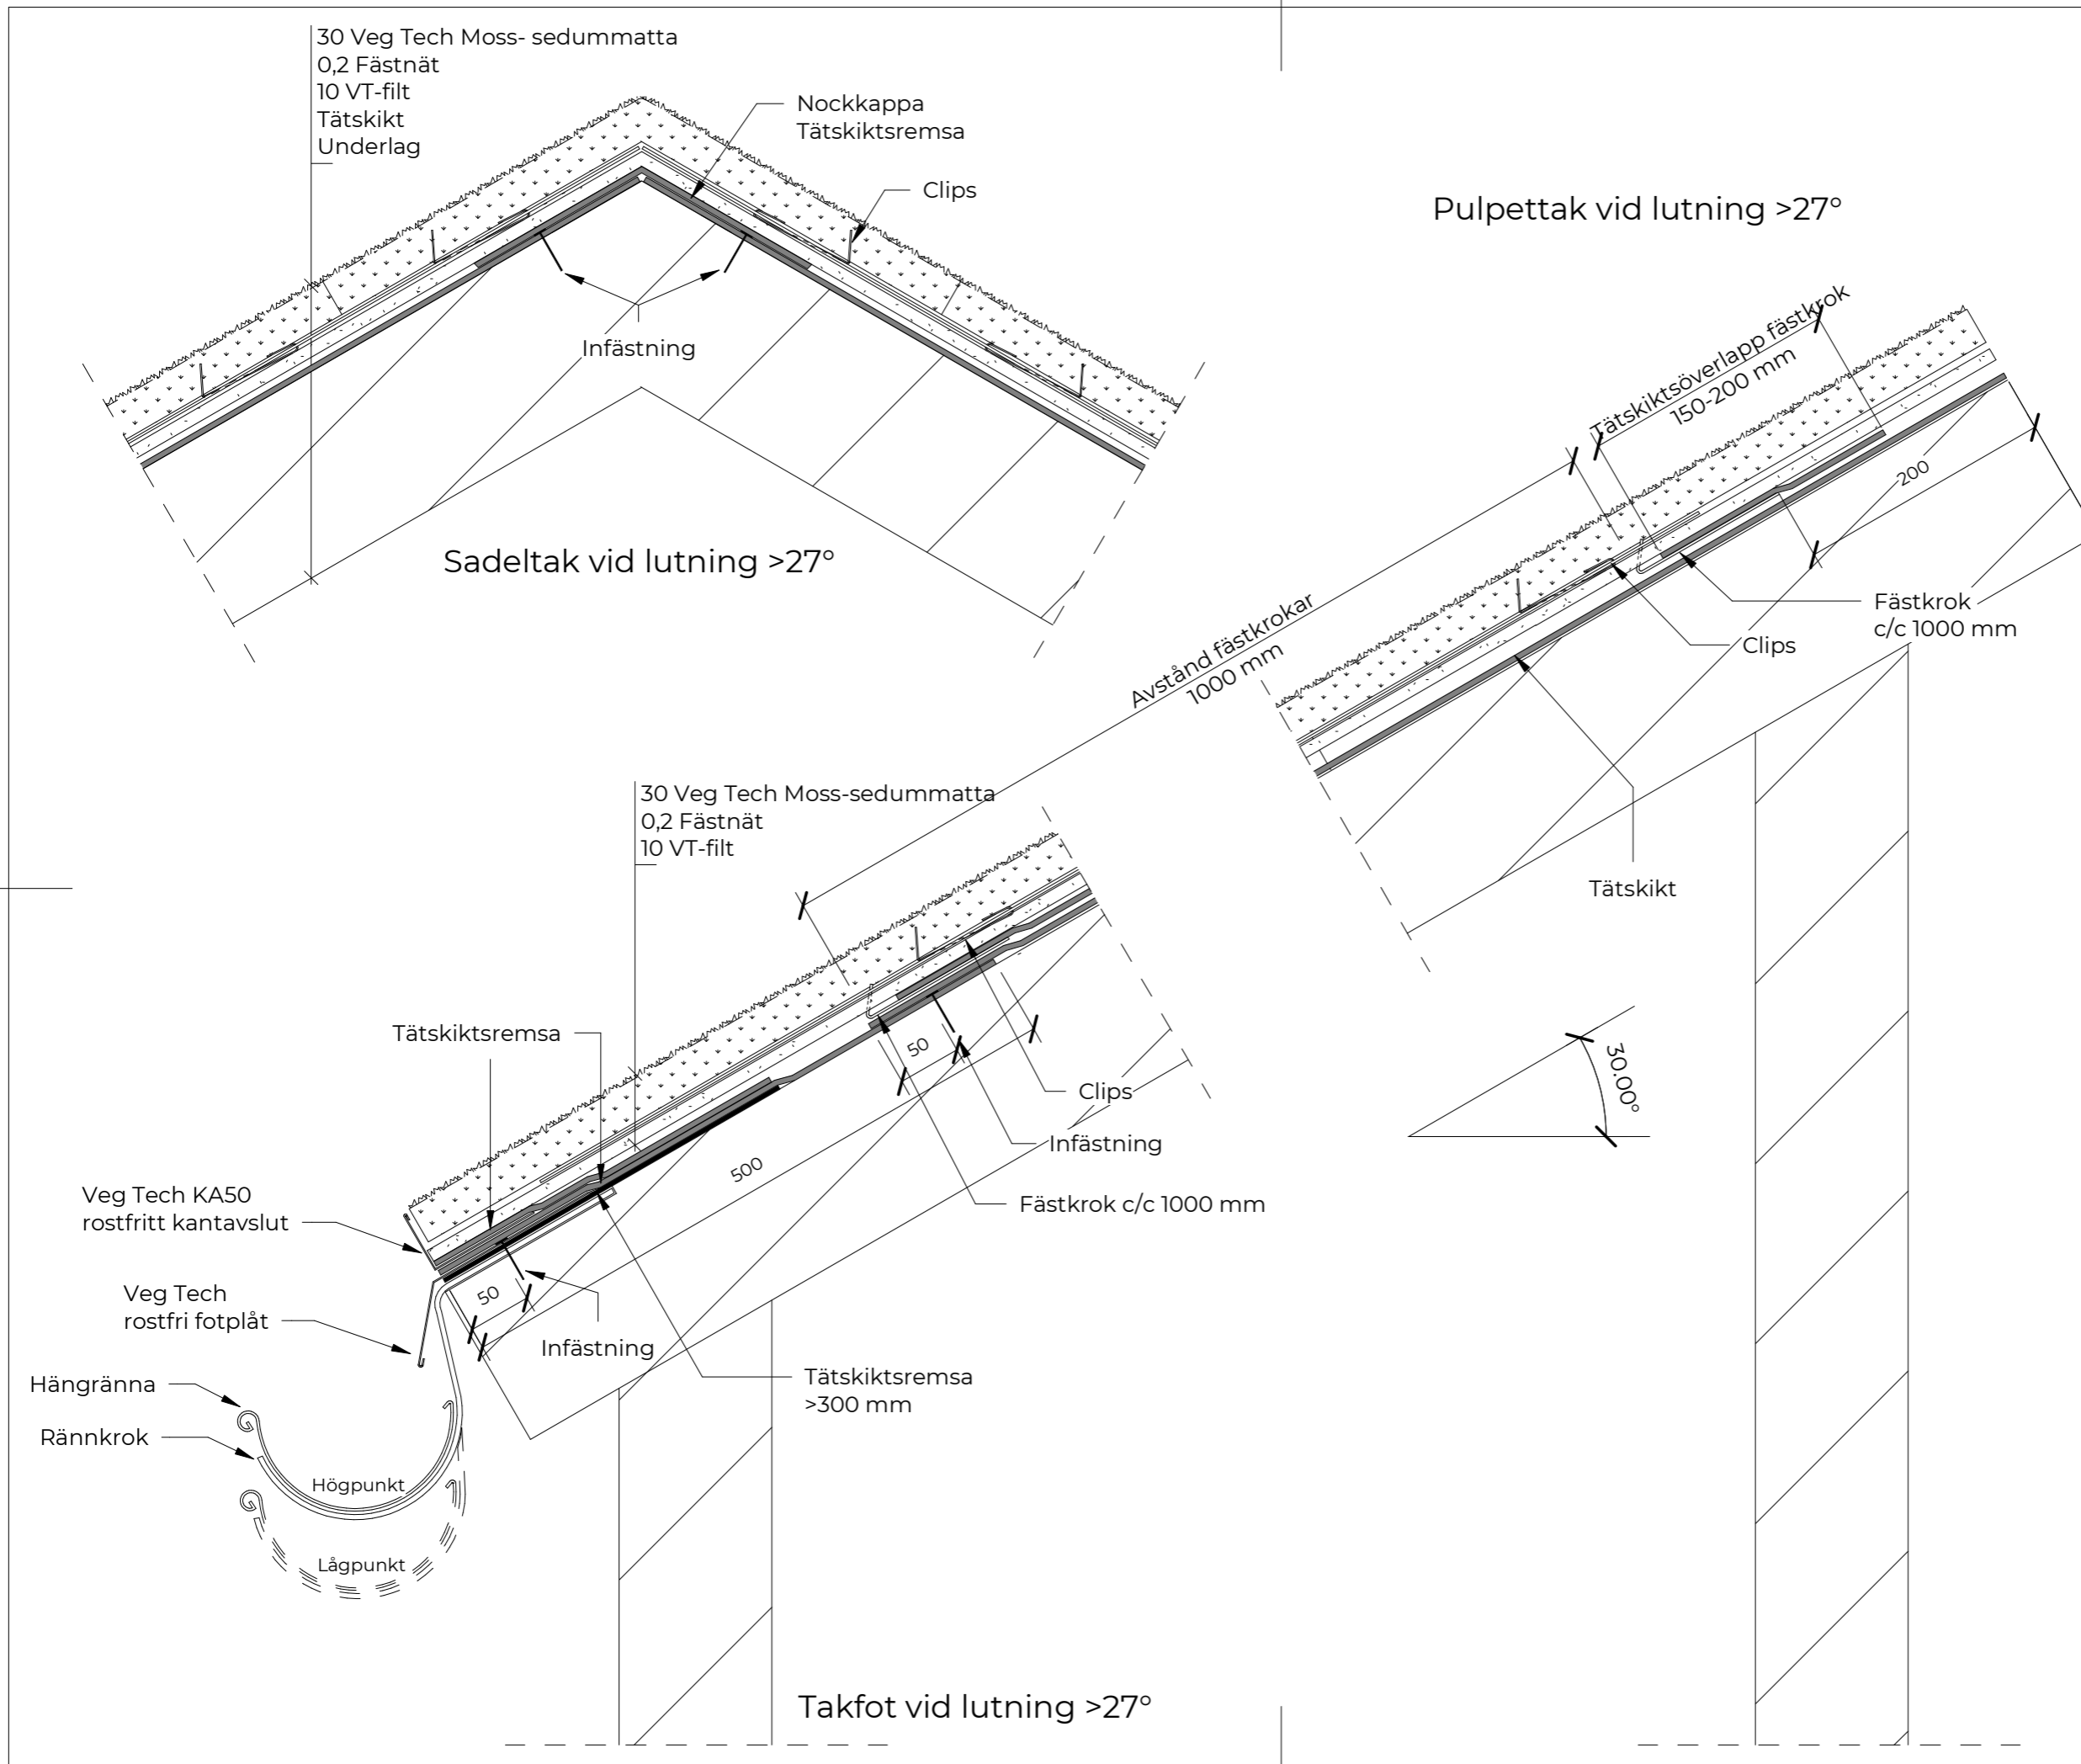 30 Veg Tech Moss- sedummatta
0,2 Fästnät
10 VT-filt
Tätskikt
Underlag
Nockkappa
Tätskiktsremsa
Clips
Infästning
Sadeltak vid lutning >27°
Pulpettak vid lutning >27°
Tätskiktsöverlapp fästkrok
150-200 mm
200
Avstånd fästkrokar
1000 mm
Fästkrok
c/c 1000 mm
Clips
Tätskikt
30 Veg Tech Moss-sedummatta
0,2 Fästnät
10 VT-filt
Tätskiktsremsa
50
Clips
Infästning
Fästkrok c/c 1000 mm
500
30.00°
Veg Tech KA50
rostfritt kantavslut
Veg Tech
rostfri fotplåt
50
Infästning
Tätskiktsremsa
>300 mm
Hängränna
Rännkrok
Högpunkt
Lågpunkt
Takfot vid lutning >27°